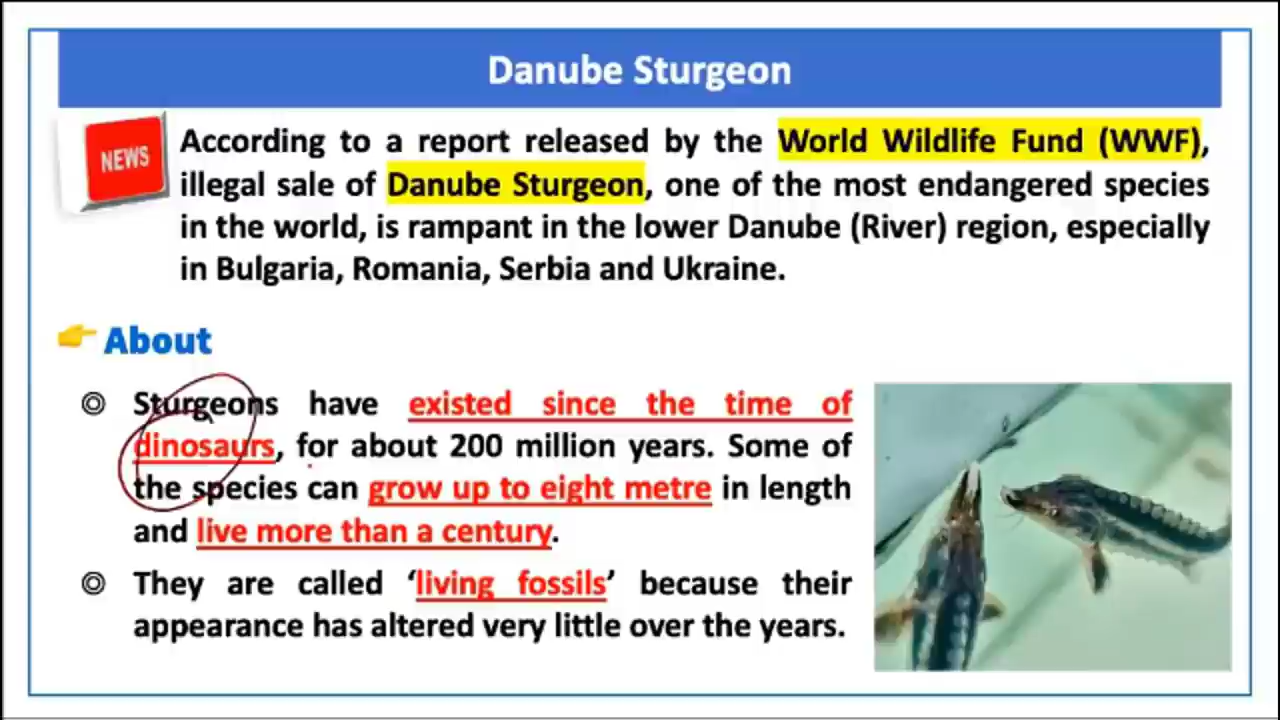 Danube Sturgeon
NEWS
According to a report released by the World Wildlife Fund (WWF),
illegal sale of Danube Sturgeon, one of the most endangered species
in the world, is rampant in the lower Danube (River) region, especially
in Bulgaria, Romania, Serbia and Ukraine.
About
Sturgeons have existed since the time of
dinosaurs, for about 200 million years. Some of
the species can grow up to eight metre in length
and live more than a century.
They are called ‘living fossils’ because their
appearance has altered very little over the years.